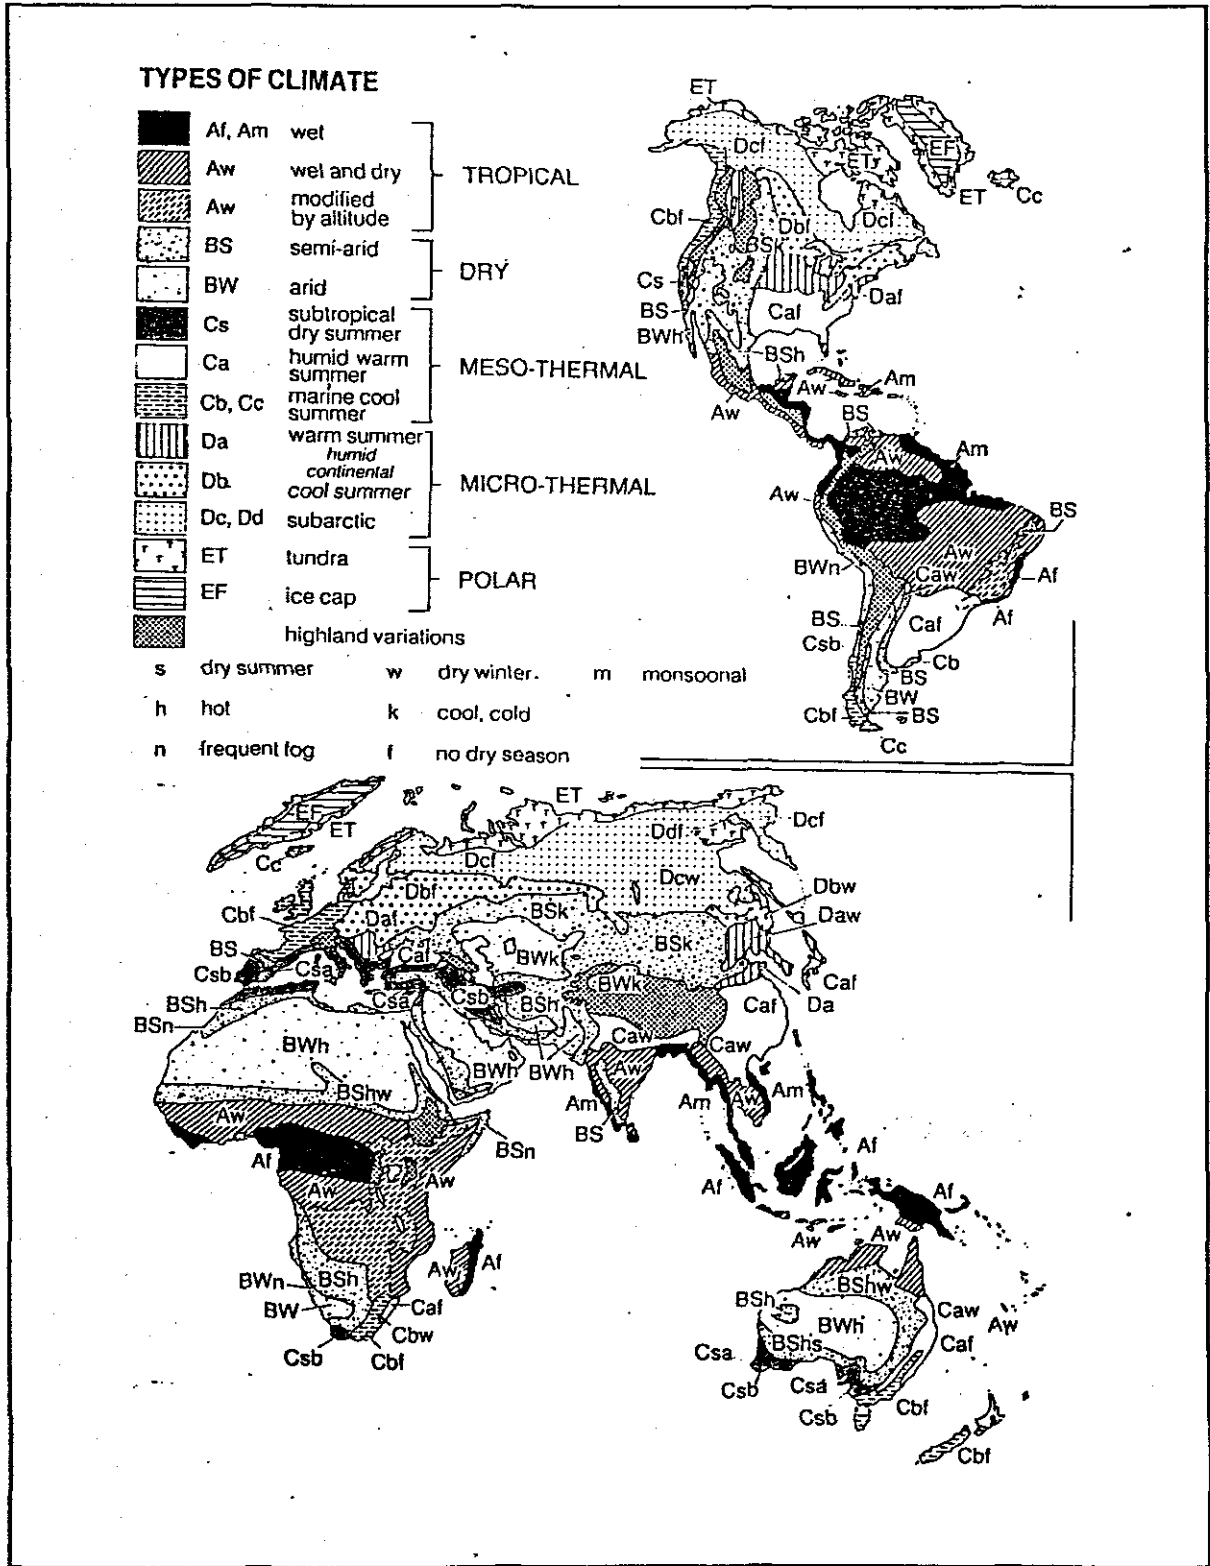 TYPES OF CLIMATE
Af, Am wet
Aw wet and dry
TROPICAL
Aw modified
by altitude
BS semi-arid
DRY
BW arid
Cs subtropical
dry summer
Ca humid warm
summer
MESO-THERMAL
Cb, Cc marine cool
summer
Da warm summer
humid
continental
Db. cool summer
MICRO-THERMAL
Dc, Dd subarctic
ET tundra
POLAR
EF ice cap
highland variations
s dry summer w dry winter. m monsoonal
h hot k cool, cold
n frequent fog f no dry season
ET
Dcf
ET
EF
ET
Cc
Cbf
Dbf
Dcf
BSk
Cs
Daf
BS
Caf
BWh
BSh
Am
Aw
Aw
BS
Am
Aw
Aw
BS
BWn
Aw
Af
Caw
BS
Caf
Af
Csb
Cb
BS
BW
Cbf
BS
Cc
ET
EF
ET
Ddf
Dcf
Cc
Dcf
Dcw
Dbw
Dbf
Cbf
Daf
BSk
Daw
BS
BSk
Caf
Csb
Csa
BWk
BWk
Caf
BSh
Csa
Csb
BSh
Caf
Da
BSn
Caw
Caw
BWh
BWh
BWh
Aw
BShw
Am
Am
Aw
Am
Aw
BS
BSn
Af
Af
Aw
Aw
Af
Af
Aw
Aw
BWn
BSh
Aw
Af
BShw
BW
Caf
BSh
Caw
Aw
Cbw
BWh
Caf
Csb
Cbf
BShs
Csa
Csb
Csa
Csb
Cbf
Cbf